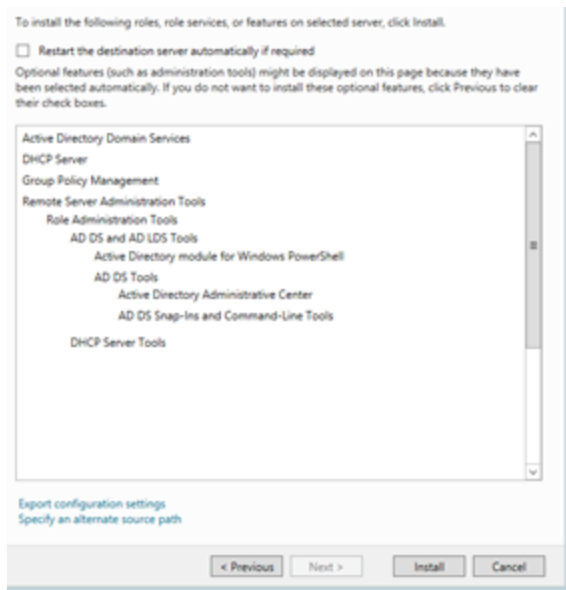 To install the following roles, role services, or features on selected server, click Install.
Restart the destination server automatically if required
Optional features (such as administration tools) might be displayed on this page because they have
been selected automatically. If you do not want to install these optional features, click Previous to clear
their check boxes.
Active Directory Domain Services
DHCP Server
Group Policy Management
Remote Server Administration Tools
Role Administration Tools
AD DS and AD LDS Tools
Active Directory module for Windows PowerShell
AD DS Tools
Active Directory Administrative Center
AD DS Snap-Ins and Command-Line Tools
DHCP Server Tools
Export configuration settings
Specify an alternate source path
< Previous Next > Install Cancel